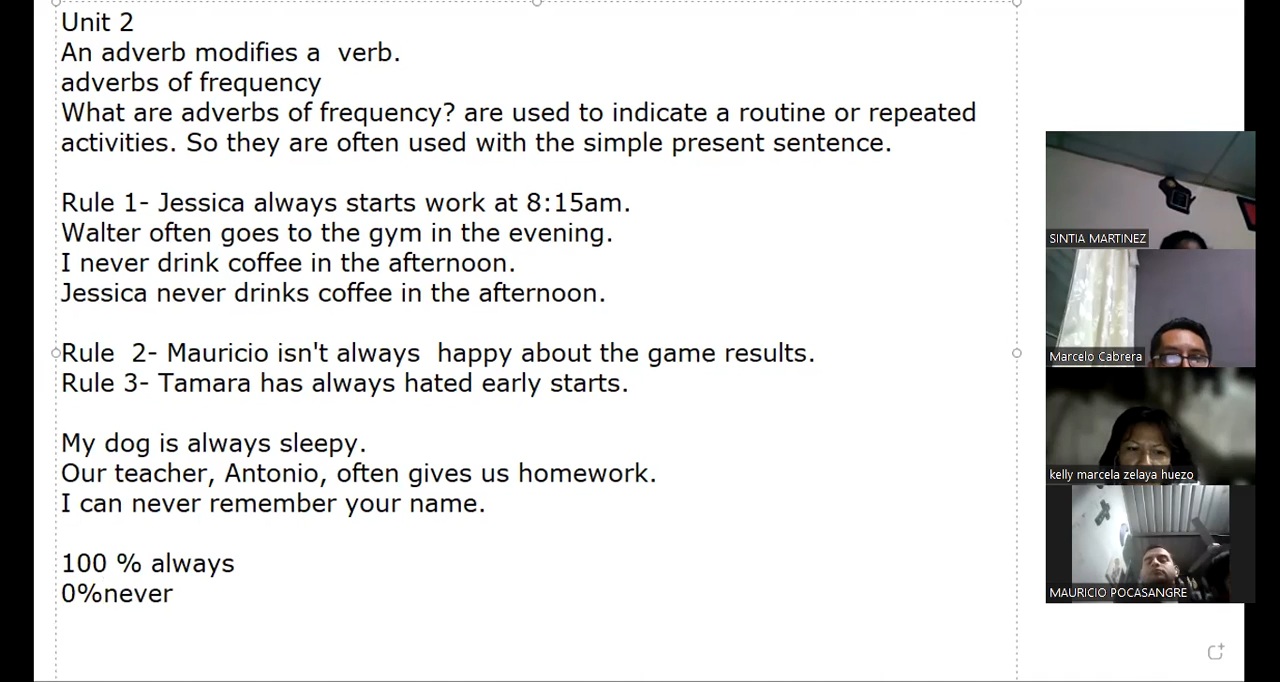 Unit 2
An adverb modifies a  verb.
adverbs of frequency
What are adverbs of frequency? are used to indicate a routine or repeated
activities. So they are often used with the simple present sentence.
Rule 1- Jessica always starts work at 8:15am.
Walter often goes to the gym in the evening.
I never drink coffee in the afternoon.
Jessica never drinks coffee in the afternoon.
Rule  2- Mauricio isn't always  happy about the game results.
Rule 3- Tamara has always hated early starts.
My dog is always sleepy.
Our teacher, Antonio, often gives us homework.
I can never remember your name.
100 % always
0%never
SINTIA MARTINEZ
Marcelo Cabrera
kelly marcela zelaya huezo
MAURICIO POCASANGRE